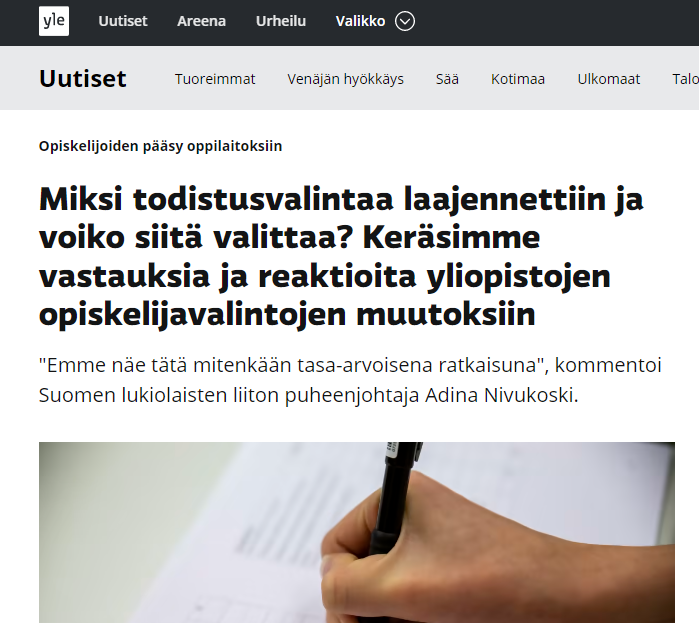 yle Uutiset Areena Urheilu Valikko
Uutiset Tuoreimmat Venäjän hyökkäys Sää Kotimaa Ulkomaat Talo
Opiskelijoiden pääsy oppilaitoksiin
Miksi todistusvalintaa laajennettiin ja
voiko siitä valittaa? Keräsimme
vastauksia ja reaktioita yliopistojen
opiskelijavalintojen muutoksiin
"Emme näe tätä mitenkään tasa-arvoisena ratkaisuna", kommentoi
Suomen lukiolaisten liiton puheenjohtaja Adina Nivukoski.